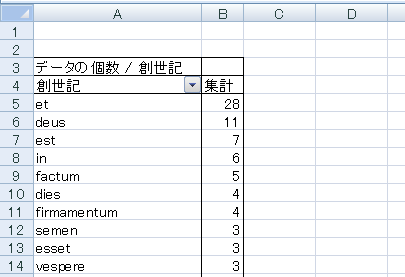 A B C D
1
2
3 データの個数 / 創世記
4 創世記 集計
5 et 28
6 deus 11
7 est 7
8 in 6
9 factum 5
10 dies 4
11 firmamentum 4
12 semen 3
13 esset 3
14 vespere 3